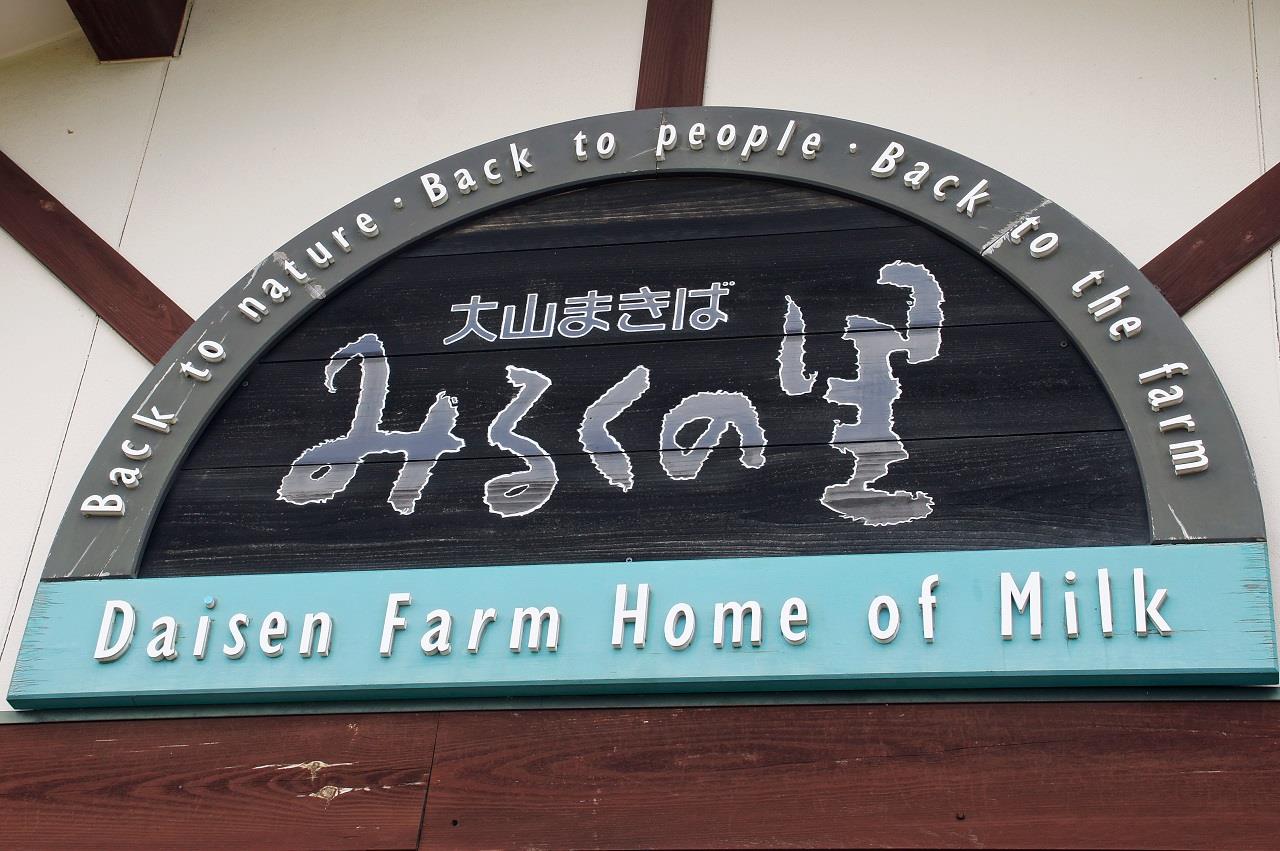 Back to nature · Back to people · Back to the farm
大山まきば
みるくの里
Daisen Farm Home of Milk